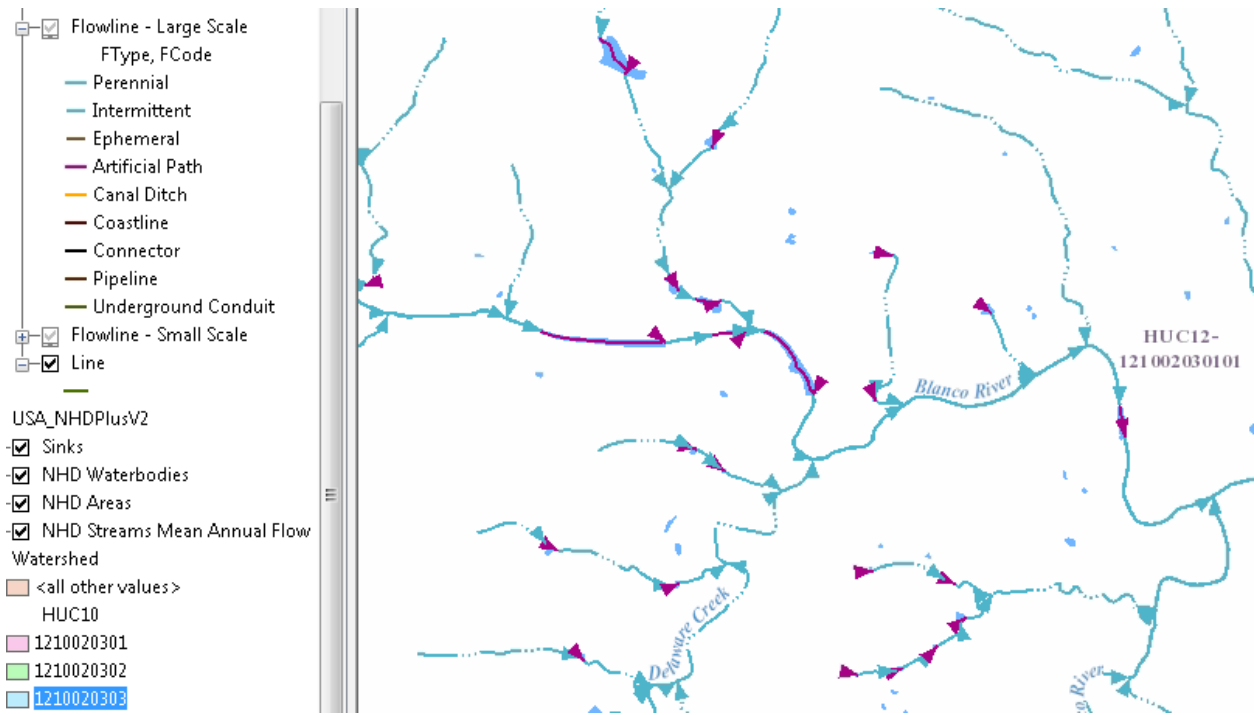 Flowline - Large Scale
FType, FCode
Perennial
Intermittent
Ephemeral
Artificial Path
Canal Ditch
Coastline
Connector
Pipeline
Underground Conduit
Flowline - Small Scale
Line
USA_NHDPlusV2
Sinks
NHD Waterbodies
NHD Areas
NHD Streams Mean Annual Flow
Watershed
<all other values>
HUC10
1210020301
1210020302
1210020303
HUC12-
121002030101
Blanco River
Delaware Creek
River